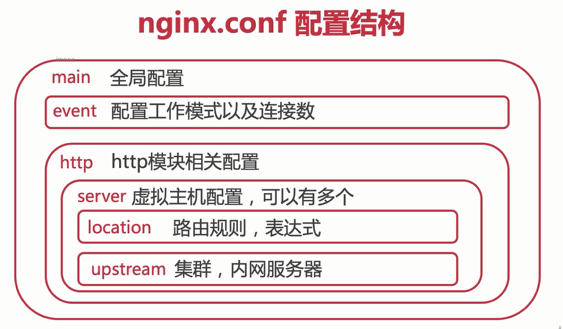 nginx.conf 配置结构
main 全局配置
event 配置工作模式以及连接数
http http模块相关配置
server 虚拟主机配置，可以有多个
location 路由规则，表达式
upstream 集群，内网服务器